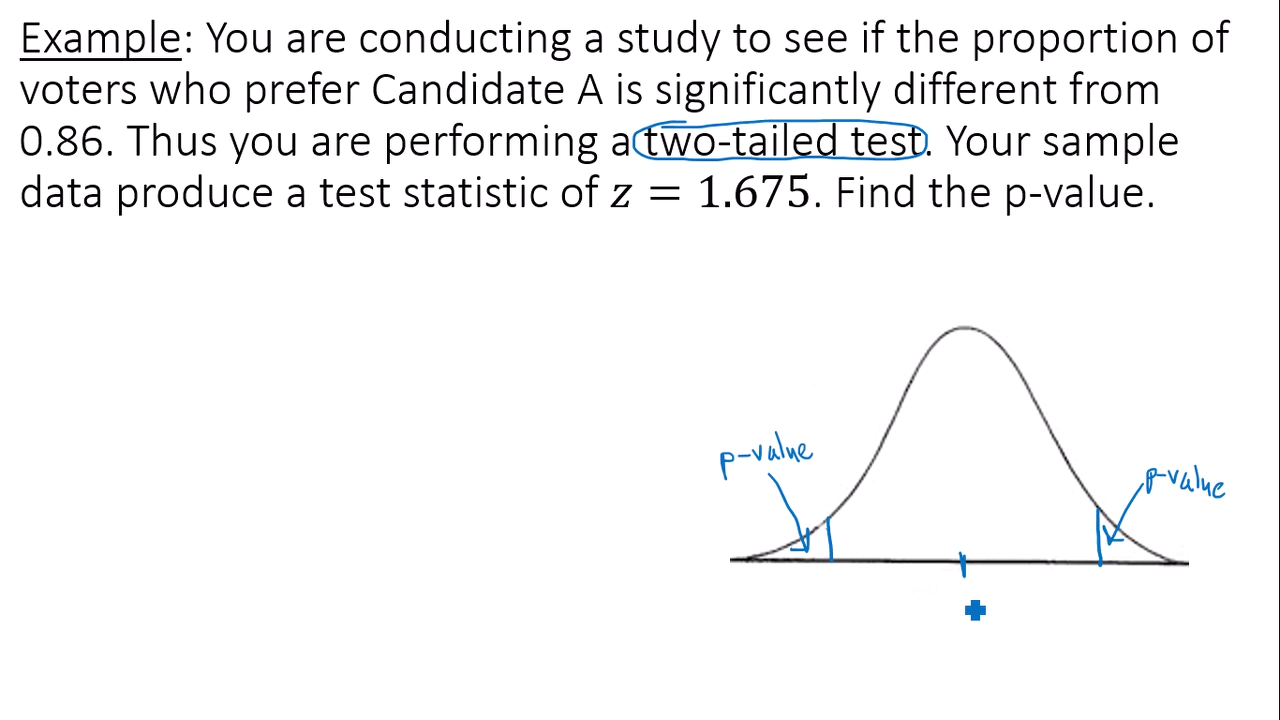 Example: You are conducting a study to see if the proportion of
voters who prefer Candidate A is significantly different from
0.86. Thus you are performing a two-tailed test. Your sample
data produce a test statistic of z = 1.675. Find the p-value.
p-value
p-value